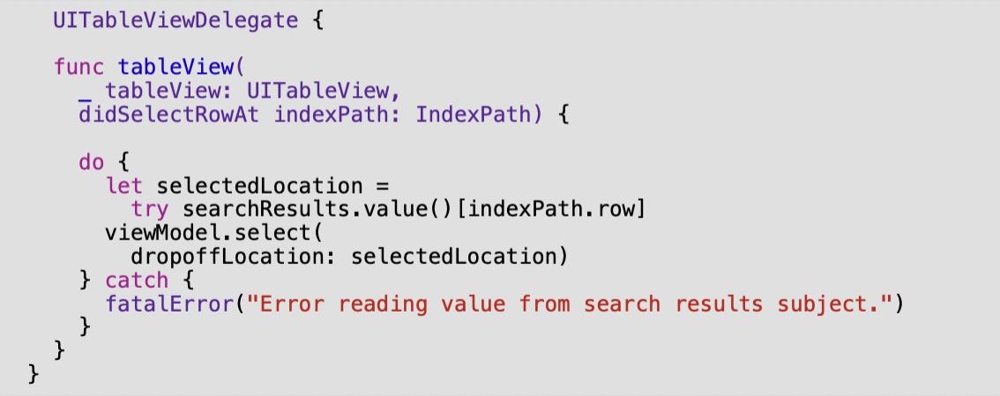 UITableViewDelegate {
func tableView(
_ tableView: UITableView,
didSelectRowAt indexPath: IndexPath) {
do {
let selectedLocation =
try searchResults.value()[indexPath.row]
viewModel.select(
dropoffLocation: selectedLocation)
} catch {
fatalError("Error reading value from search results subject.")
}
}
}